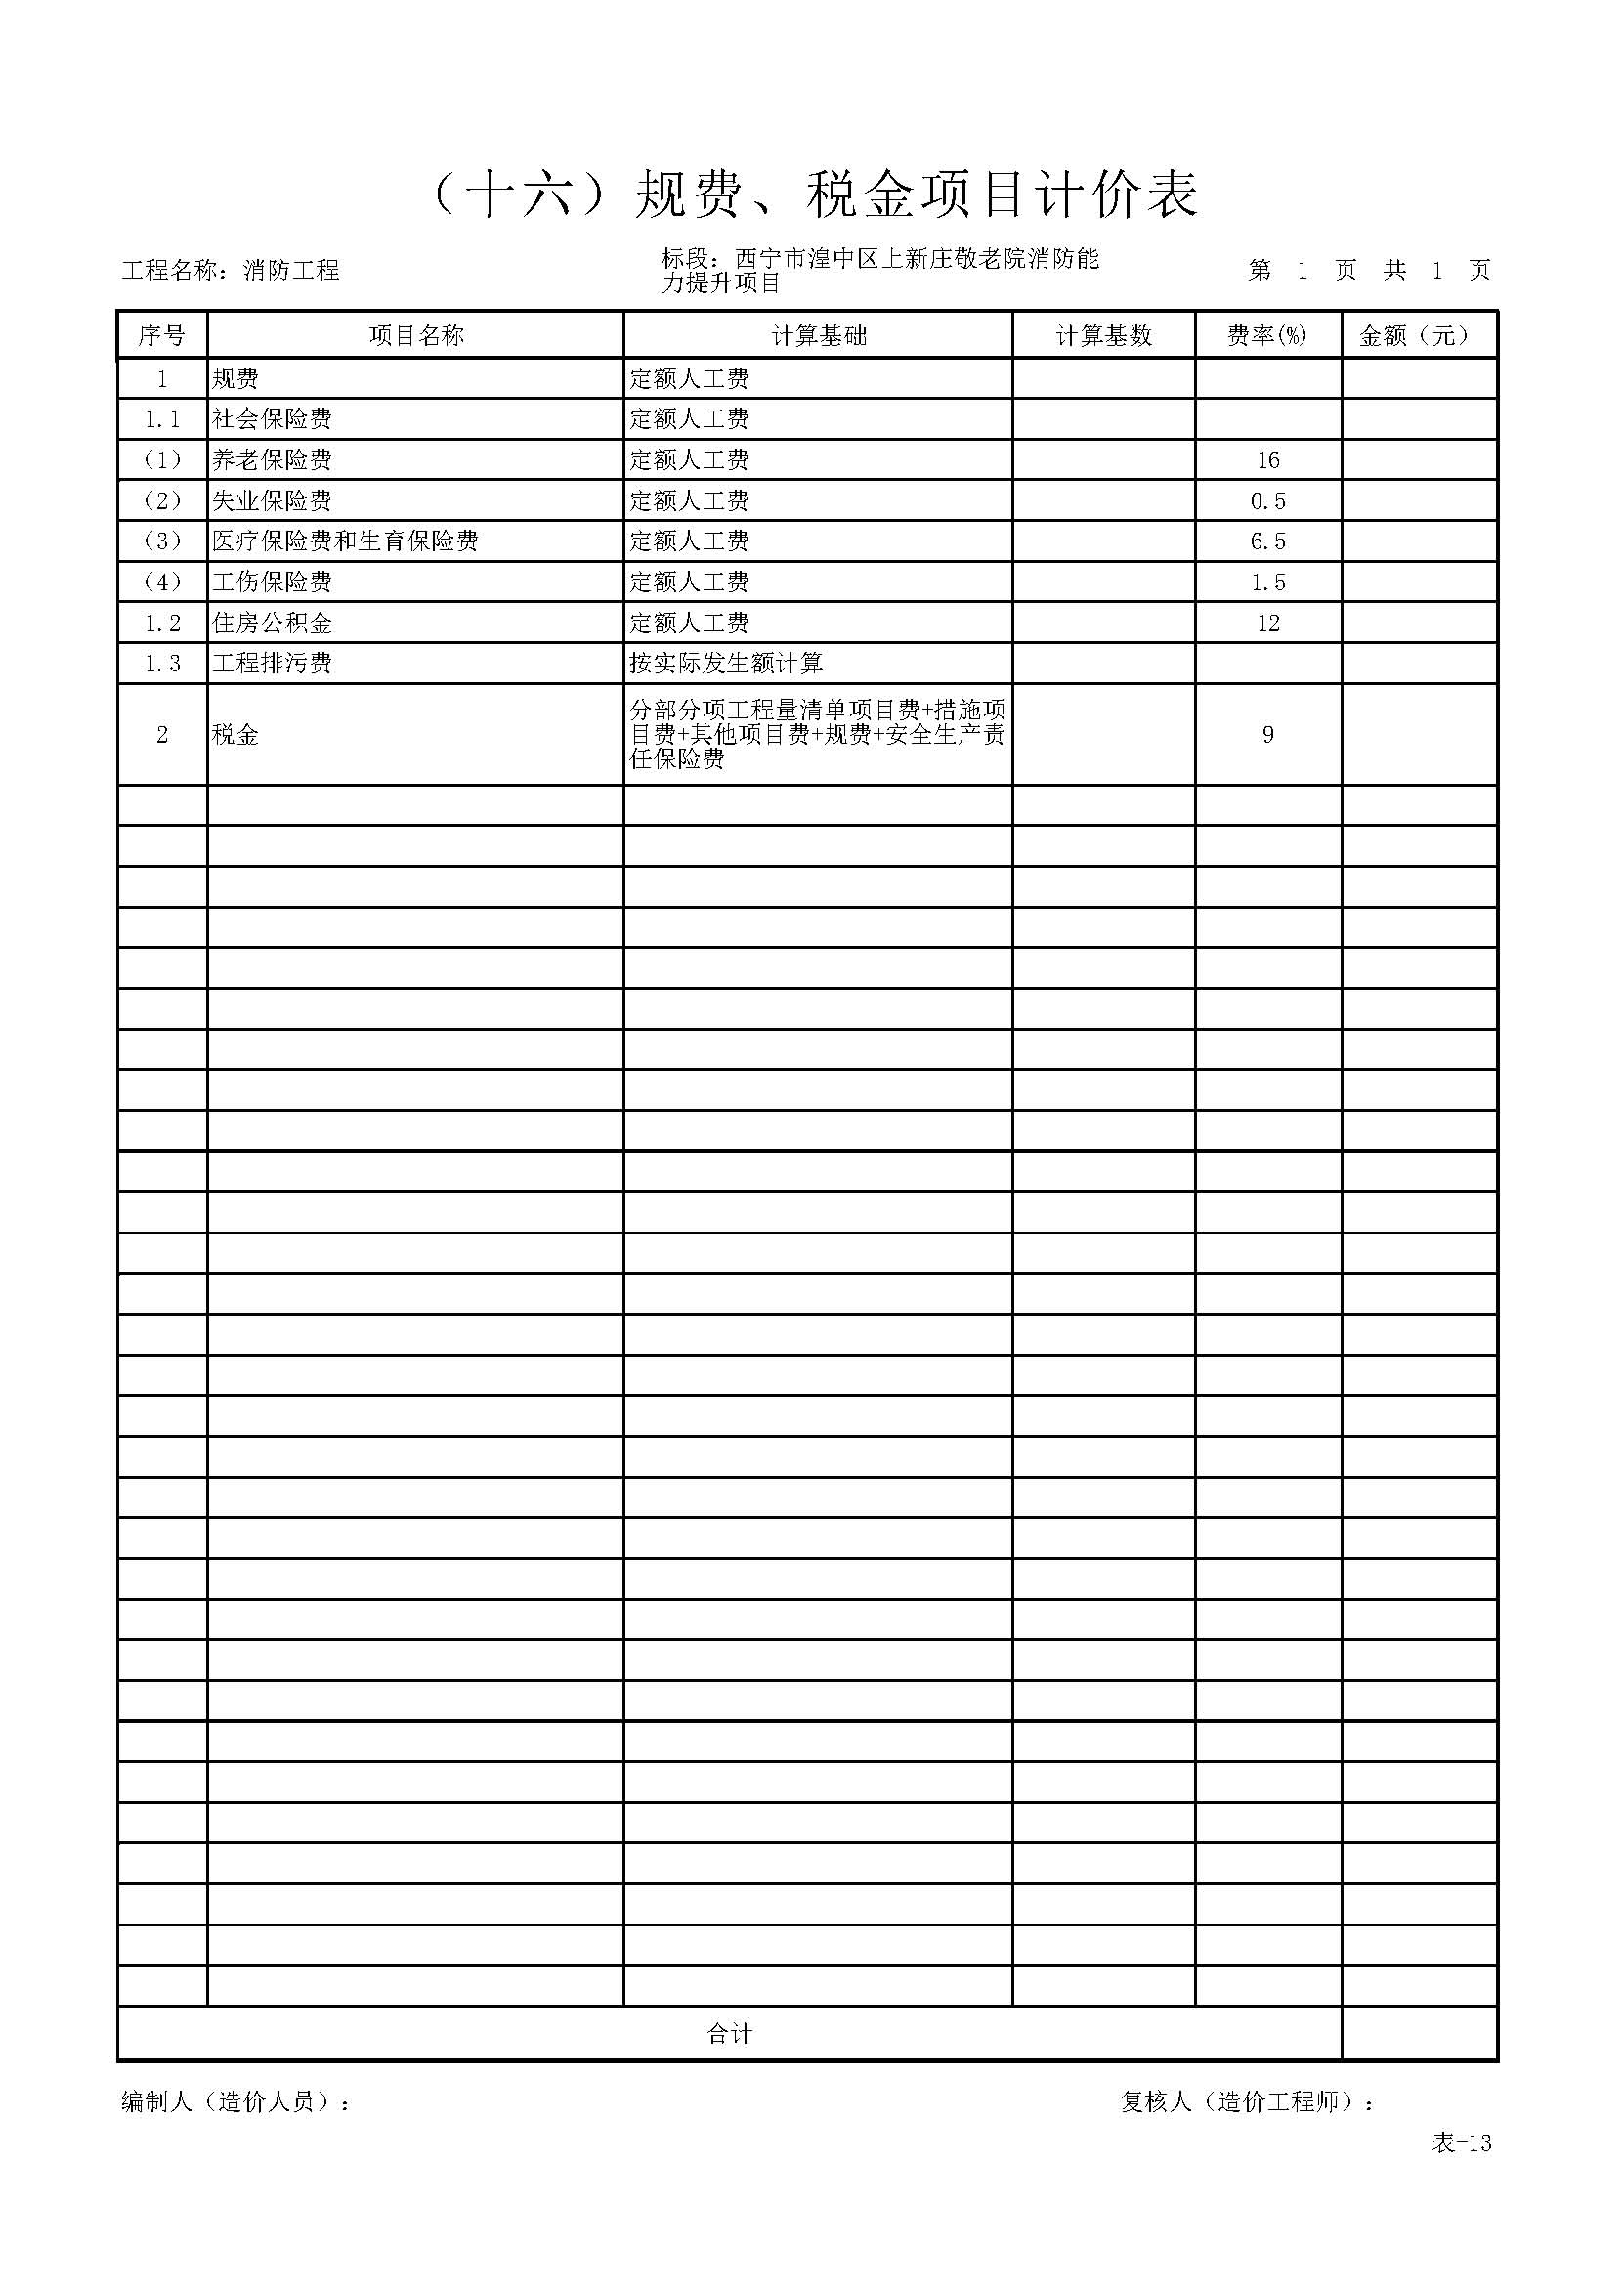 （十六）规费、税金项目计价表
工程名称：消防工程
标段：西宁市湟中区上新庄敬老院消防能
力提升项目
第 1 页 共 1 页
序号 项目名称 计算基础 计算基数 费率(%) 金额（元）
1 规费 定额人工费
1.1 社会保险费 定额人工费
（1） 养老保险费 定额人工费 16
（2） 失业保险费 定额人工费 0.5
（3） 医疗保险费和生育保险费 定额人工费 6.5
（4） 工伤保险费 定额人工费 1.5
1.2 住房公积金 定额人工费 12
1.3 工程排污费 按实际发生额计算
2 税金 分部分项工程量清单项目费+措施项
目费+其他项目费+规费+安全生产责
任保险费 9
合计
编制人（造价人员）： 复核人（造价工程师）：
表-13